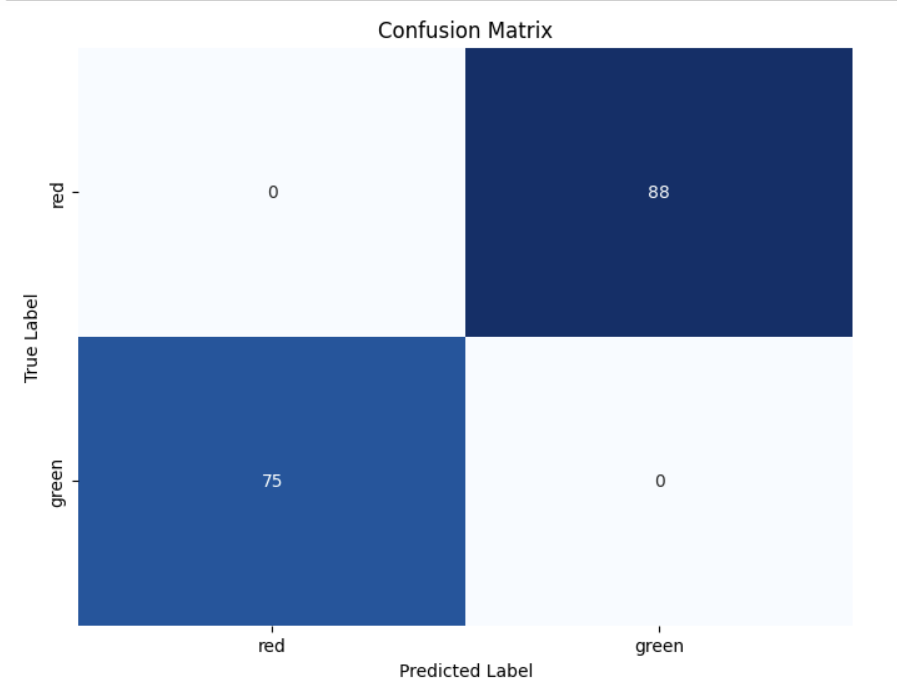 Confusion Matrix
red
0
88
True Label
green
75
0
red
green
Predicted Label